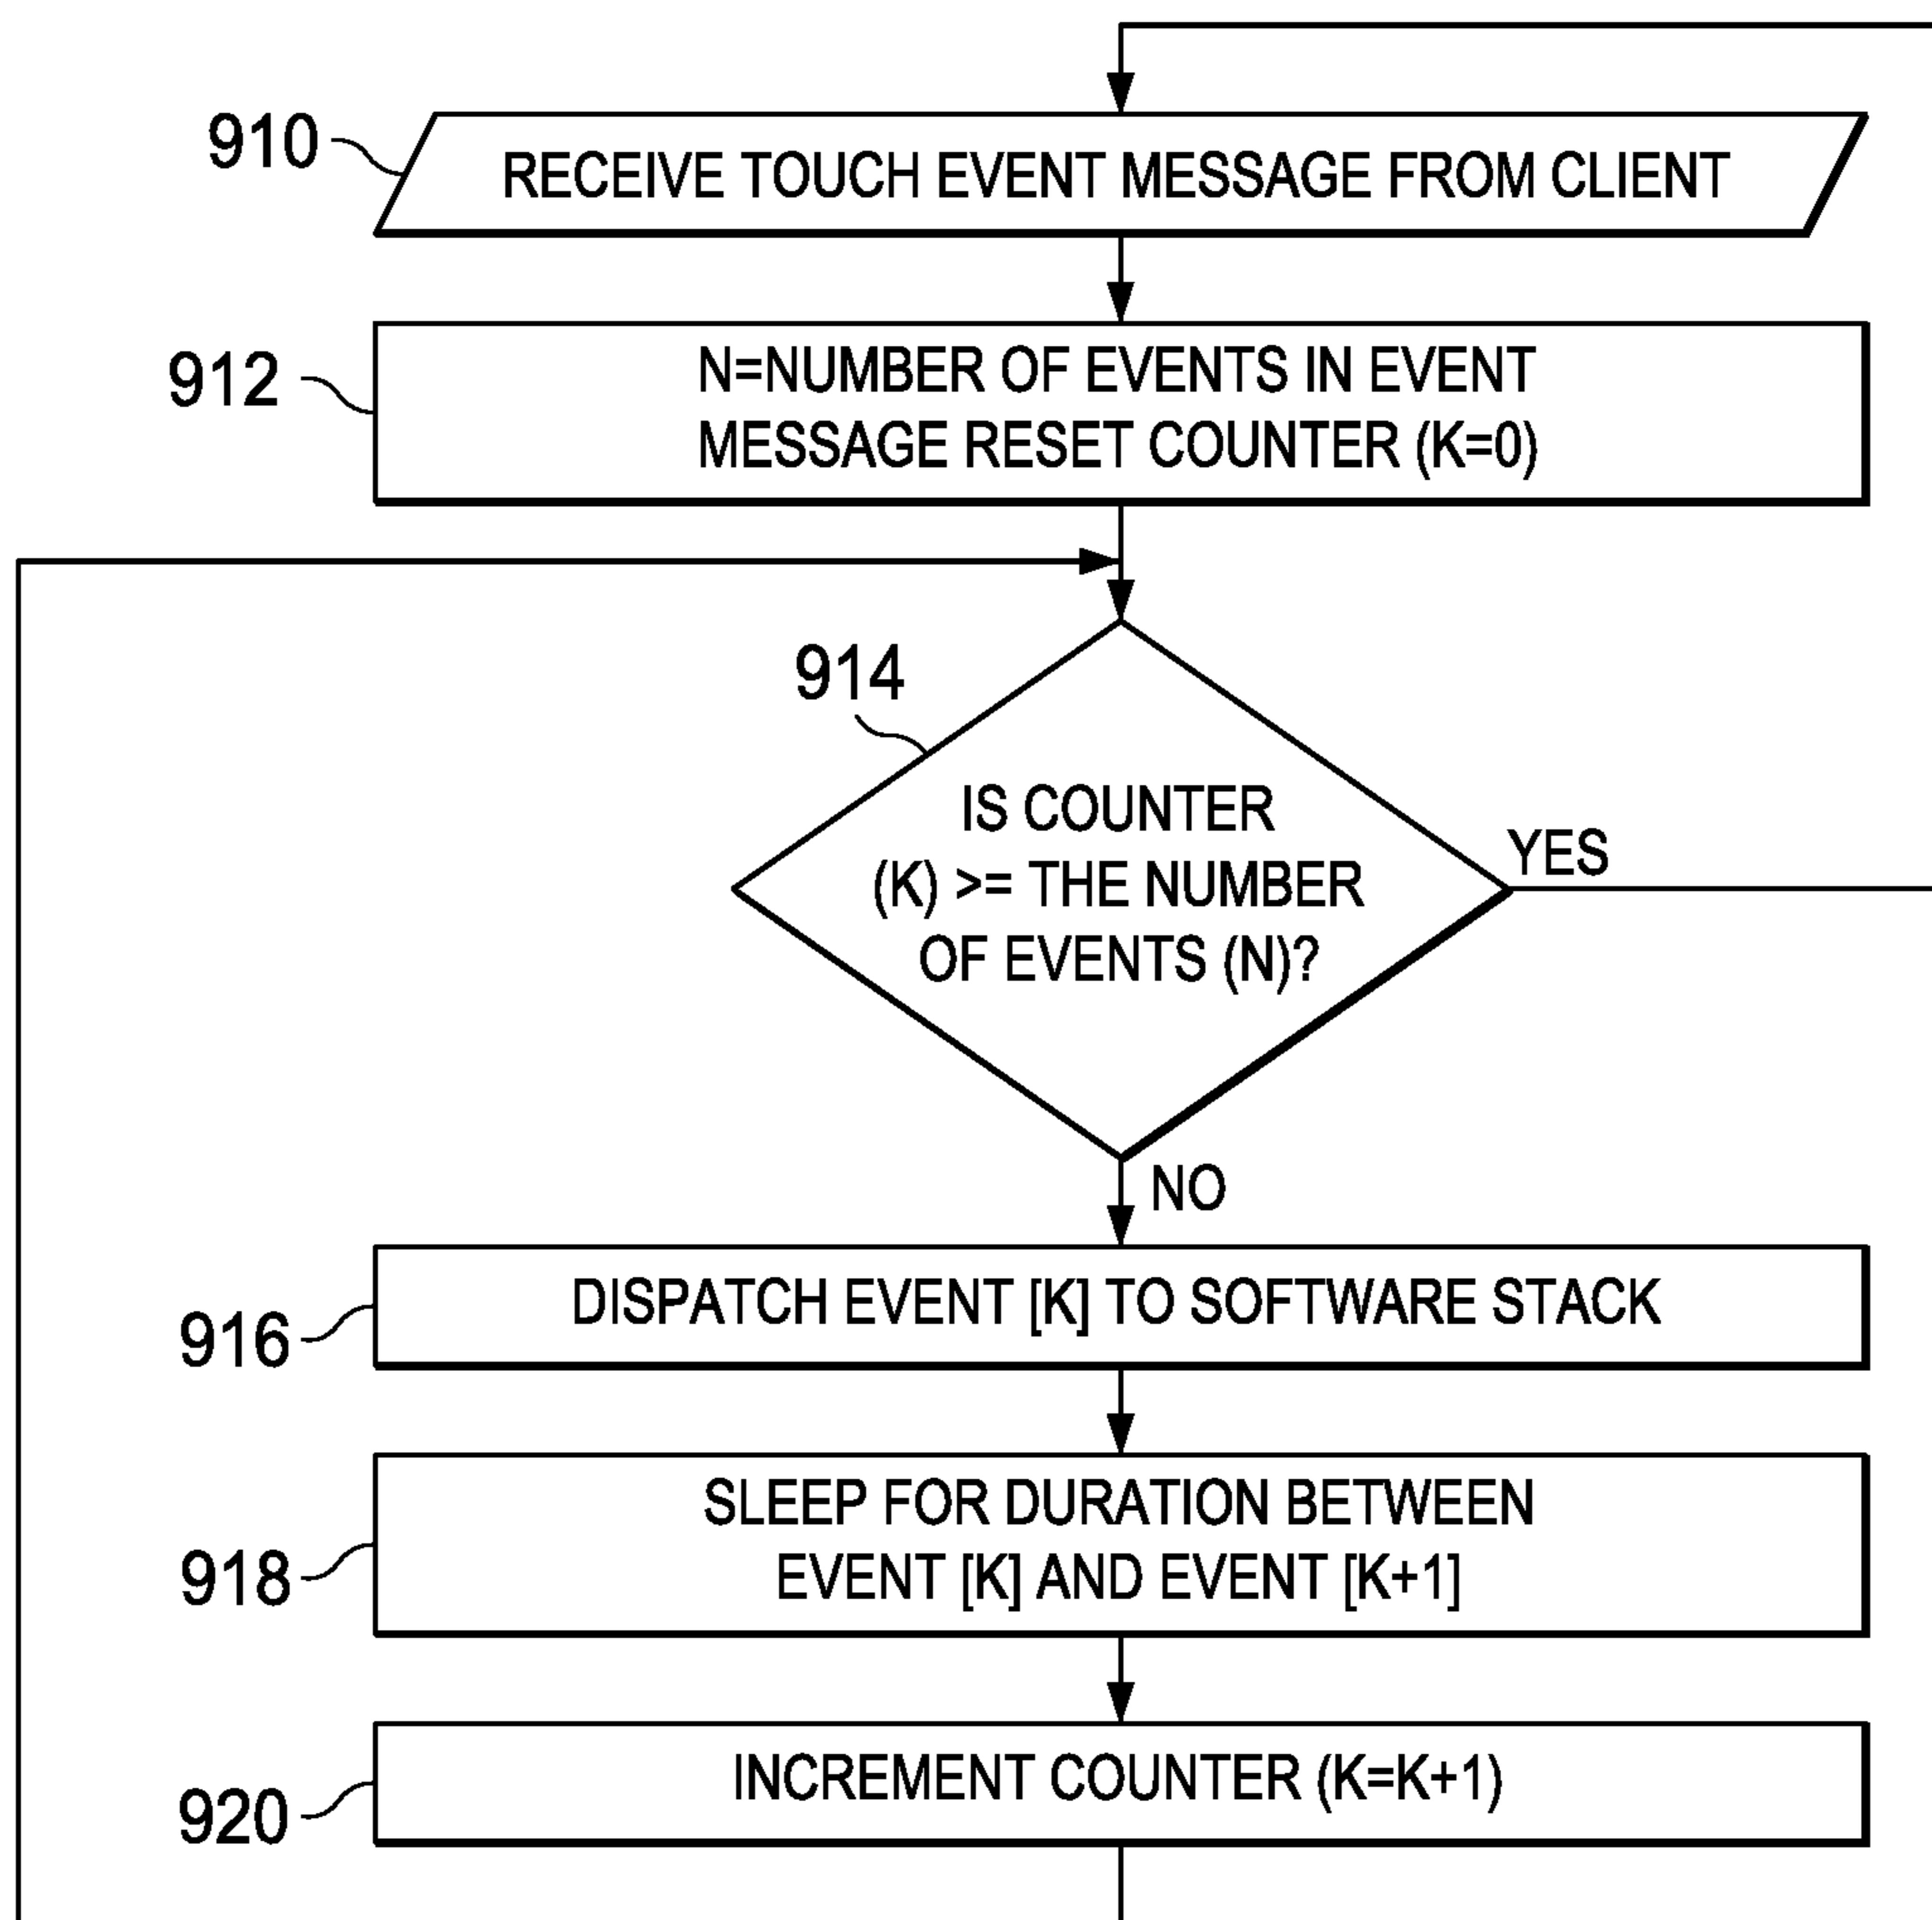 910
RECEIVE TOUCH EVENT MESSAGE FROM CLIENT
912
N=NUMBER OF EVENTS IN EVENT
MESSAGE RESET COUNTER (K=0)
914
IS COUNTER
(K) >= THE NUMBER
OF EVENTS (N)?
YES
NO
916
DISPATCH EVENT [K] TO SOFTWARE STACK
918
SLEEP FOR DURATION BETWEEN
EVENT [K] AND EVENT [K+1]
920
INCREMENT COUNTER (K=K+1)